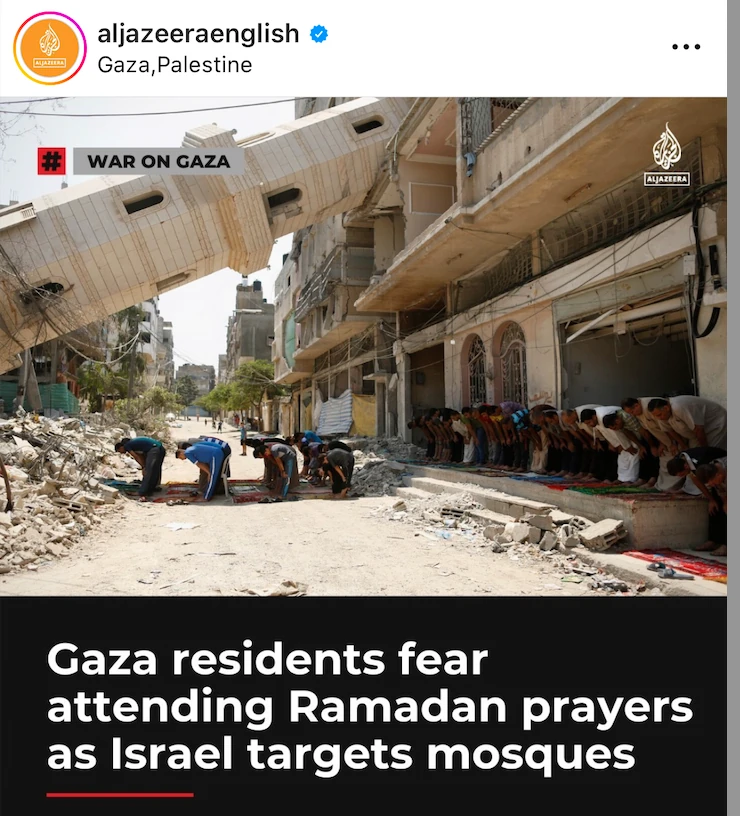 aljazeeraenglish
Gaza,Palestine
ALJAZEERA
# WAR ON GAZA
ALJAZEERA
Gaza residents fear
attending Ramadan prayers
as Israel targets mosques